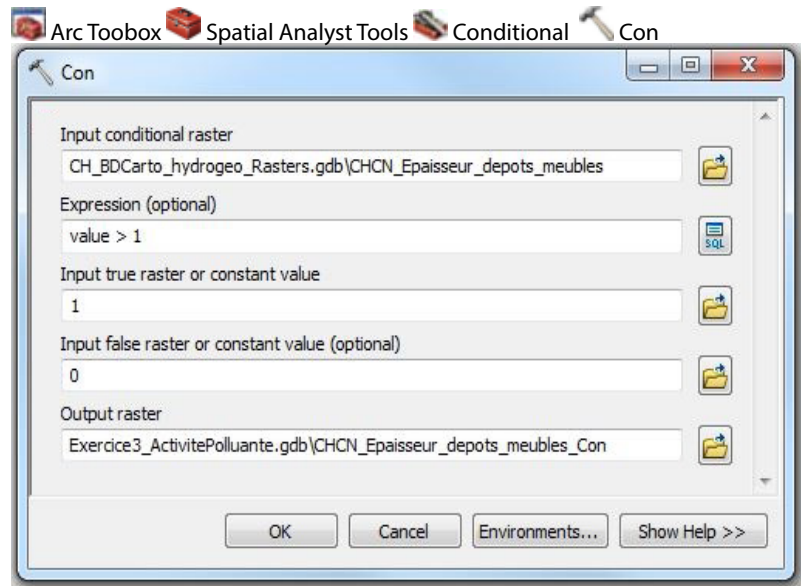 Arc Toobox Spatial Analyst Tools Conditional Con
Con
Input conditional raster
CH_BDCarto_hydrogeo_Rasters.gdb\CHCN_Epaisseur_depots_meubles
Expression (optional)
value > 1
SQL
Input true raster or constant value
1
Input false raster or constant value (optional)
0
Output raster
Exercice3_ActivitePolluante.gdb\CHCN_Epaisseur_depots_meubles_Con
OK Cancel Environments... Show Help >>